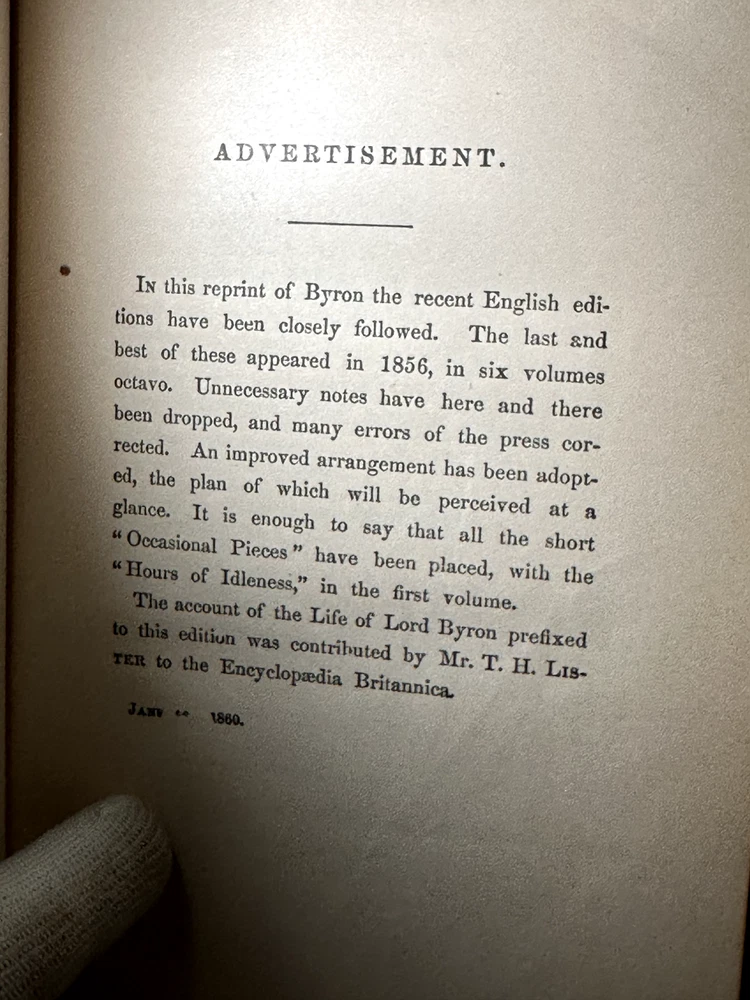 ADVERTISEMENT.
In this reprint of Byron the recent English edi-
tions have been closely followed. The last and
best of these appeared in 1856, in six volumes
octavo. Unnecessary notes have here and there
been dropped, and many errors of the press cor-
rected. An improved arrangement has been adopt-
ed, the plan of which will be perceived at a
glance. It is enough to say that all the short
“Occasional Pieces” have been placed, with the
“Hours of Idleness,” in the first volume.
The account of the Life of Lord Byron prefixed
to this edition was contributed by Mr. T. H. LIS-
TER to the Encyclopædia Britannica.
1860.